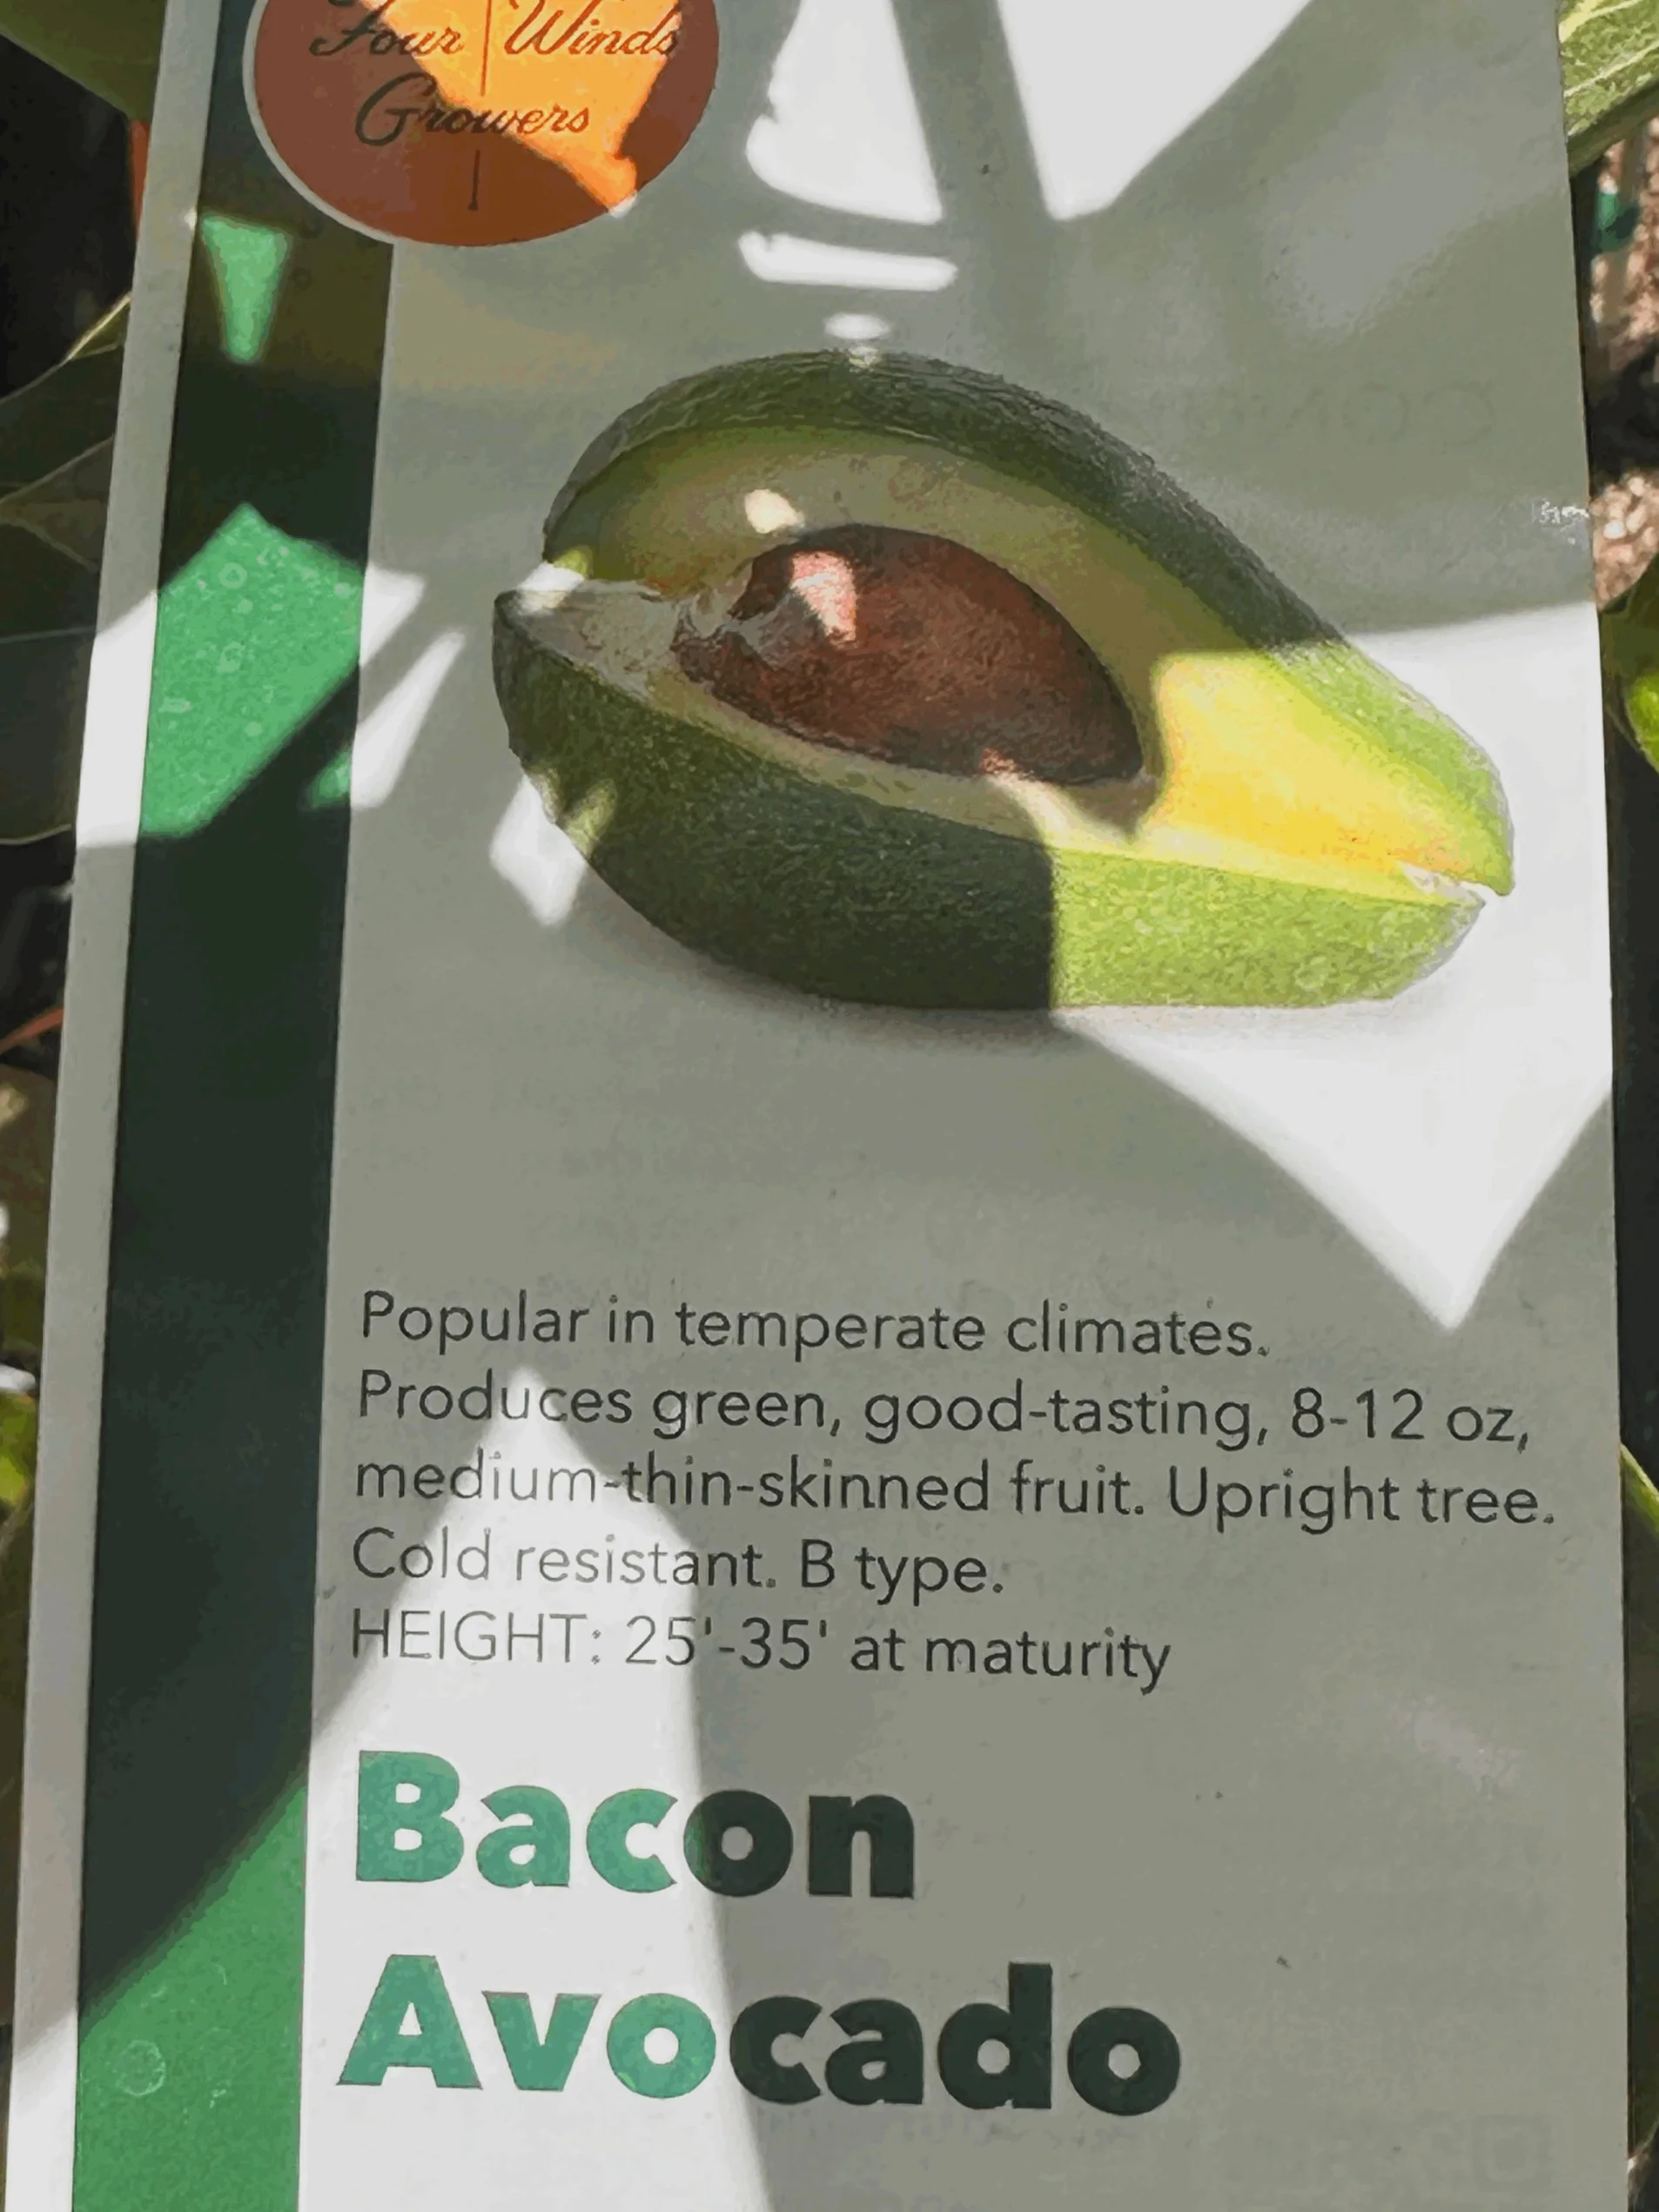 Four Winds
Growers
Popular in temperate climates.
Produces green, good-tasting, 8-12 oz,
medium-thin-skinned fruit. Upright tree.
Cold resistant. B type.
HEIGHT: 25'-35' at maturity
Bacon
Avocado